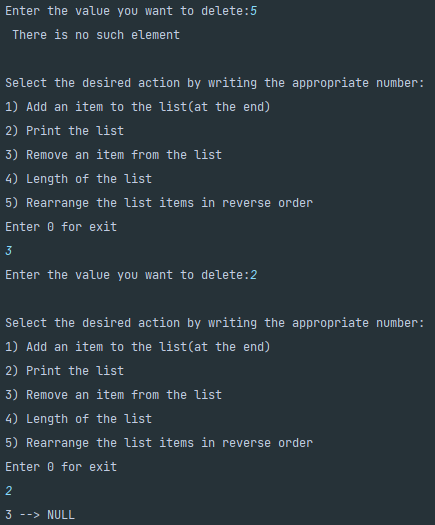 Enter the value you want to delete:5
There is no such element
Select the desired action by writing the appropriate number:
1) Add an item to the list(at the end)
2) Print the list
3) Remove an item from the list
4) Length of the list
5) Rearrange the list items in reverse order
Enter 0 for exit
3
Enter the value you want to delete:2
Select the desired action by writing the appropriate number:
1) Add an item to the list(at the end)
2) Print the list
3) Remove an item from the list
4) Length of the list
5) Rearrange the list items in reverse order
Enter 0 for exit
2
3 --> NULL